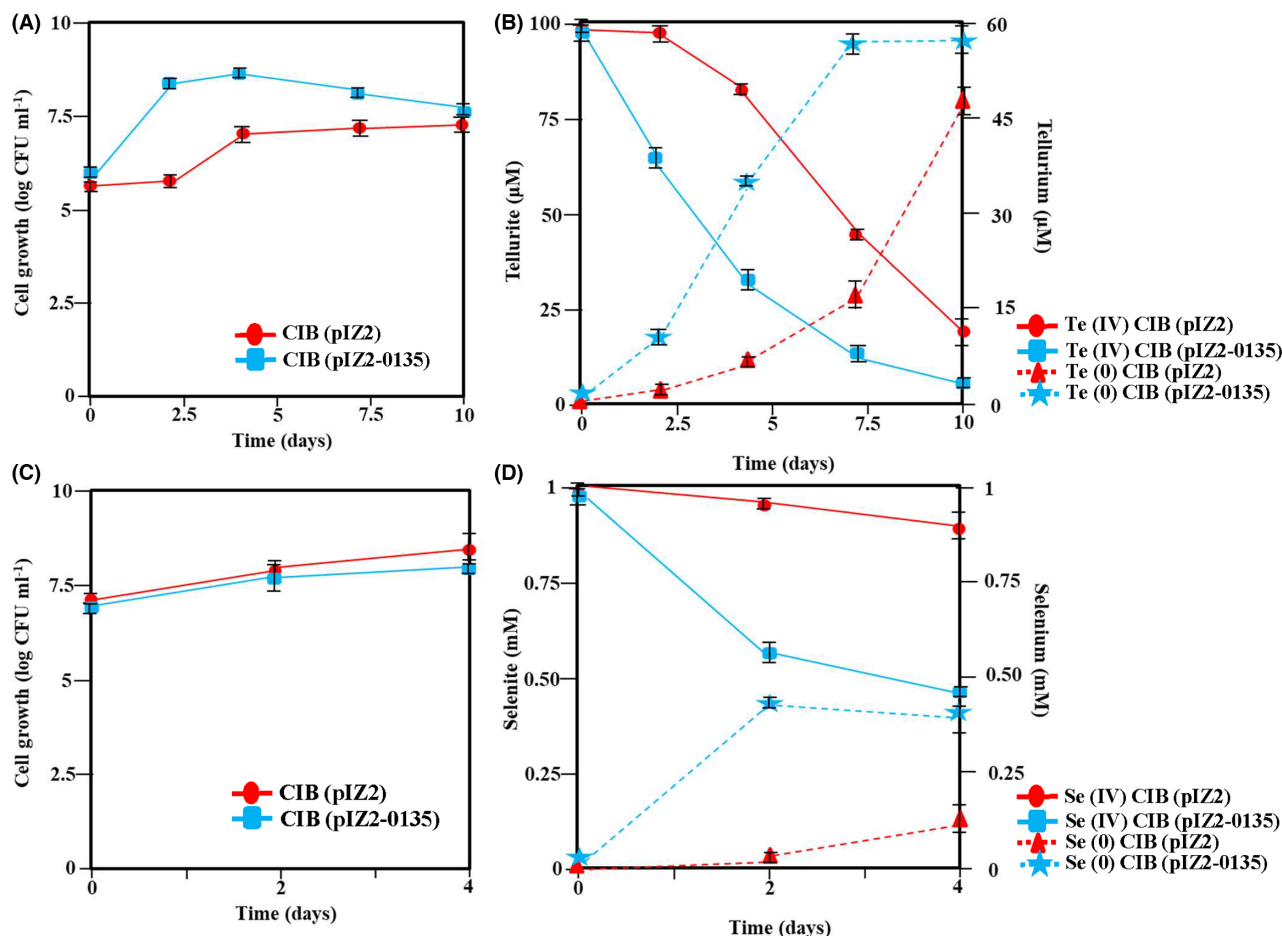 (A)
10
7.5
5
2.5
0
Cell growth (log CFU ml-1)
CIB (pIZ2)
CIB (pIZ2-0135)
0 2.5 5 7.5 10
Time (days)
(B)
100
75
50
25
0
Tellurite (µM)
60
45
30
15
0
Tellurium (µM)
0 2.5 5 7.5 10
Time (days)
Te (IV) CIB (pIZ2)
Te (IV) CIB (pIZ2-0135)
Te (0) CIB (pIZ2)
Te (0) CIB (pIZ2-0135)
(C)
10
7.5
5
2.5
0
Cell growth (log CFU ml-1)
CIB (pIZ2)
CIB (pIZ2-0135)
0 2 4
Time (days)
(D)
1
0.75
0.50
0.25
0
Selenite (mM)
1
0.75
0.50
0.25
0
Selenium (mM)
0 2 4
Time (days)
Se (IV) CIB (pIZ2)
Se (IV) CIB (pIZ2-0135)
Se (0) CIB (pIZ2)
Se (0) CIB (pIZ2-0135)